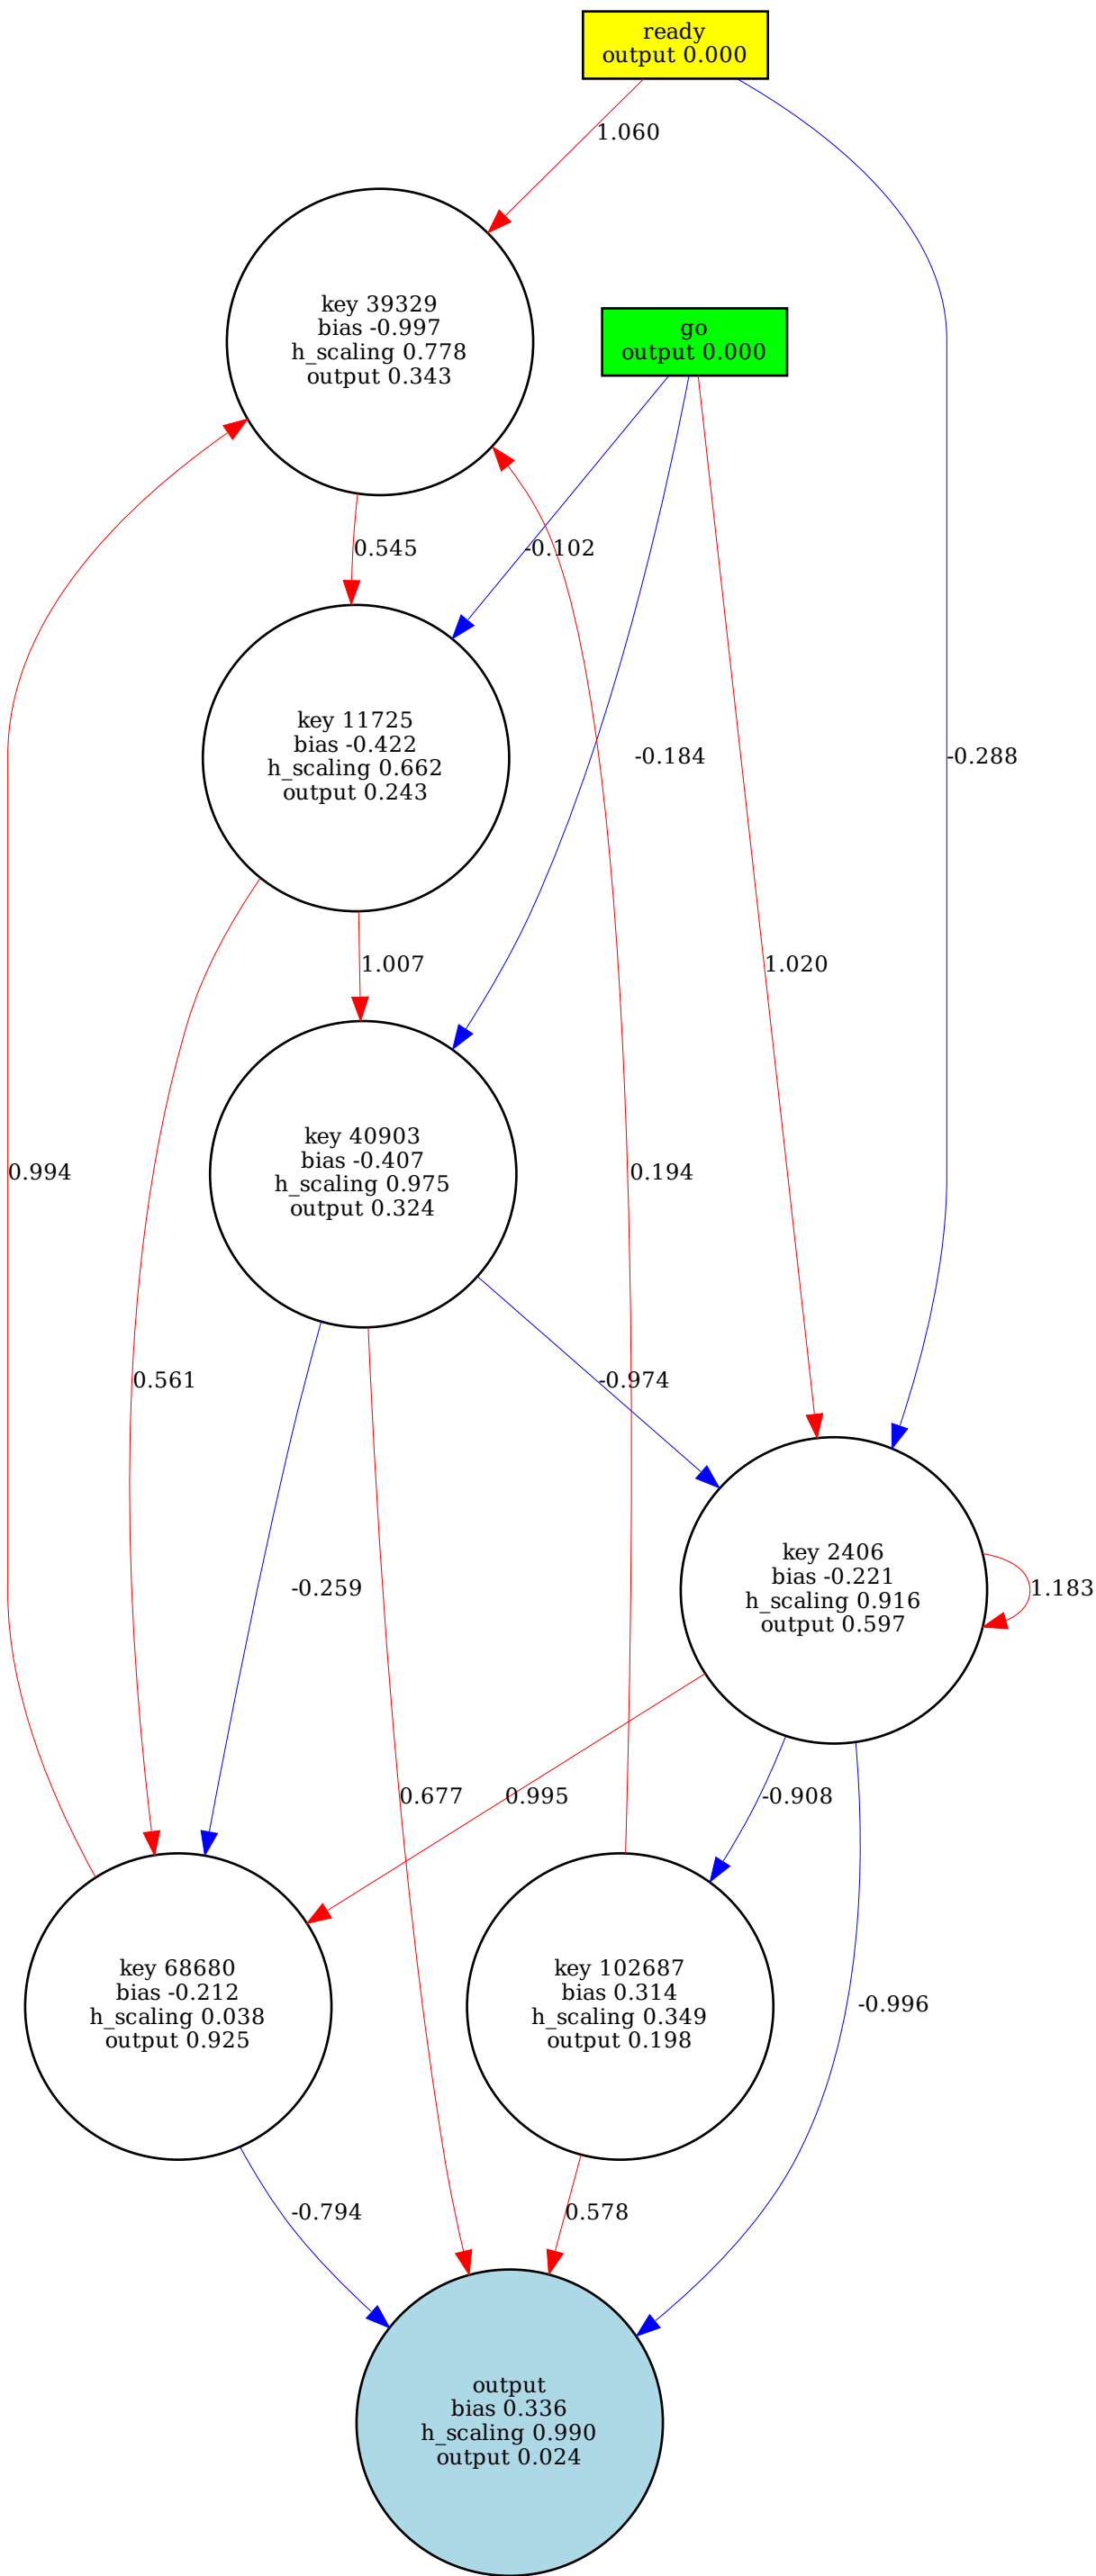 ready
output 0.000
1.060
key 39329
bias -0.997
h_scaling 0.778
output 0.343
go
output 0.000
0.545
-0.102
key 11725
bias -0.422
h_scaling 0.662
output 0.243
-0.184
-0.288
1.007
1.020
key 40903
bias -0.407
h_scaling 0.975
output 0.324
0.994
0.194
0.561
-0.974
key 2406
bias -0.221
h_scaling 0.916
output 0.597
-0.259
1.183
0.677
0.995
-0.908
key 68680
bias -0.212
h_scaling 0.038
output 0.925
key 102687
bias 0.314
h_scaling 0.349
output 0.198
-0.996
-0.794
0.578
output
bias 0.336
h_scaling 0.990
output 0.024